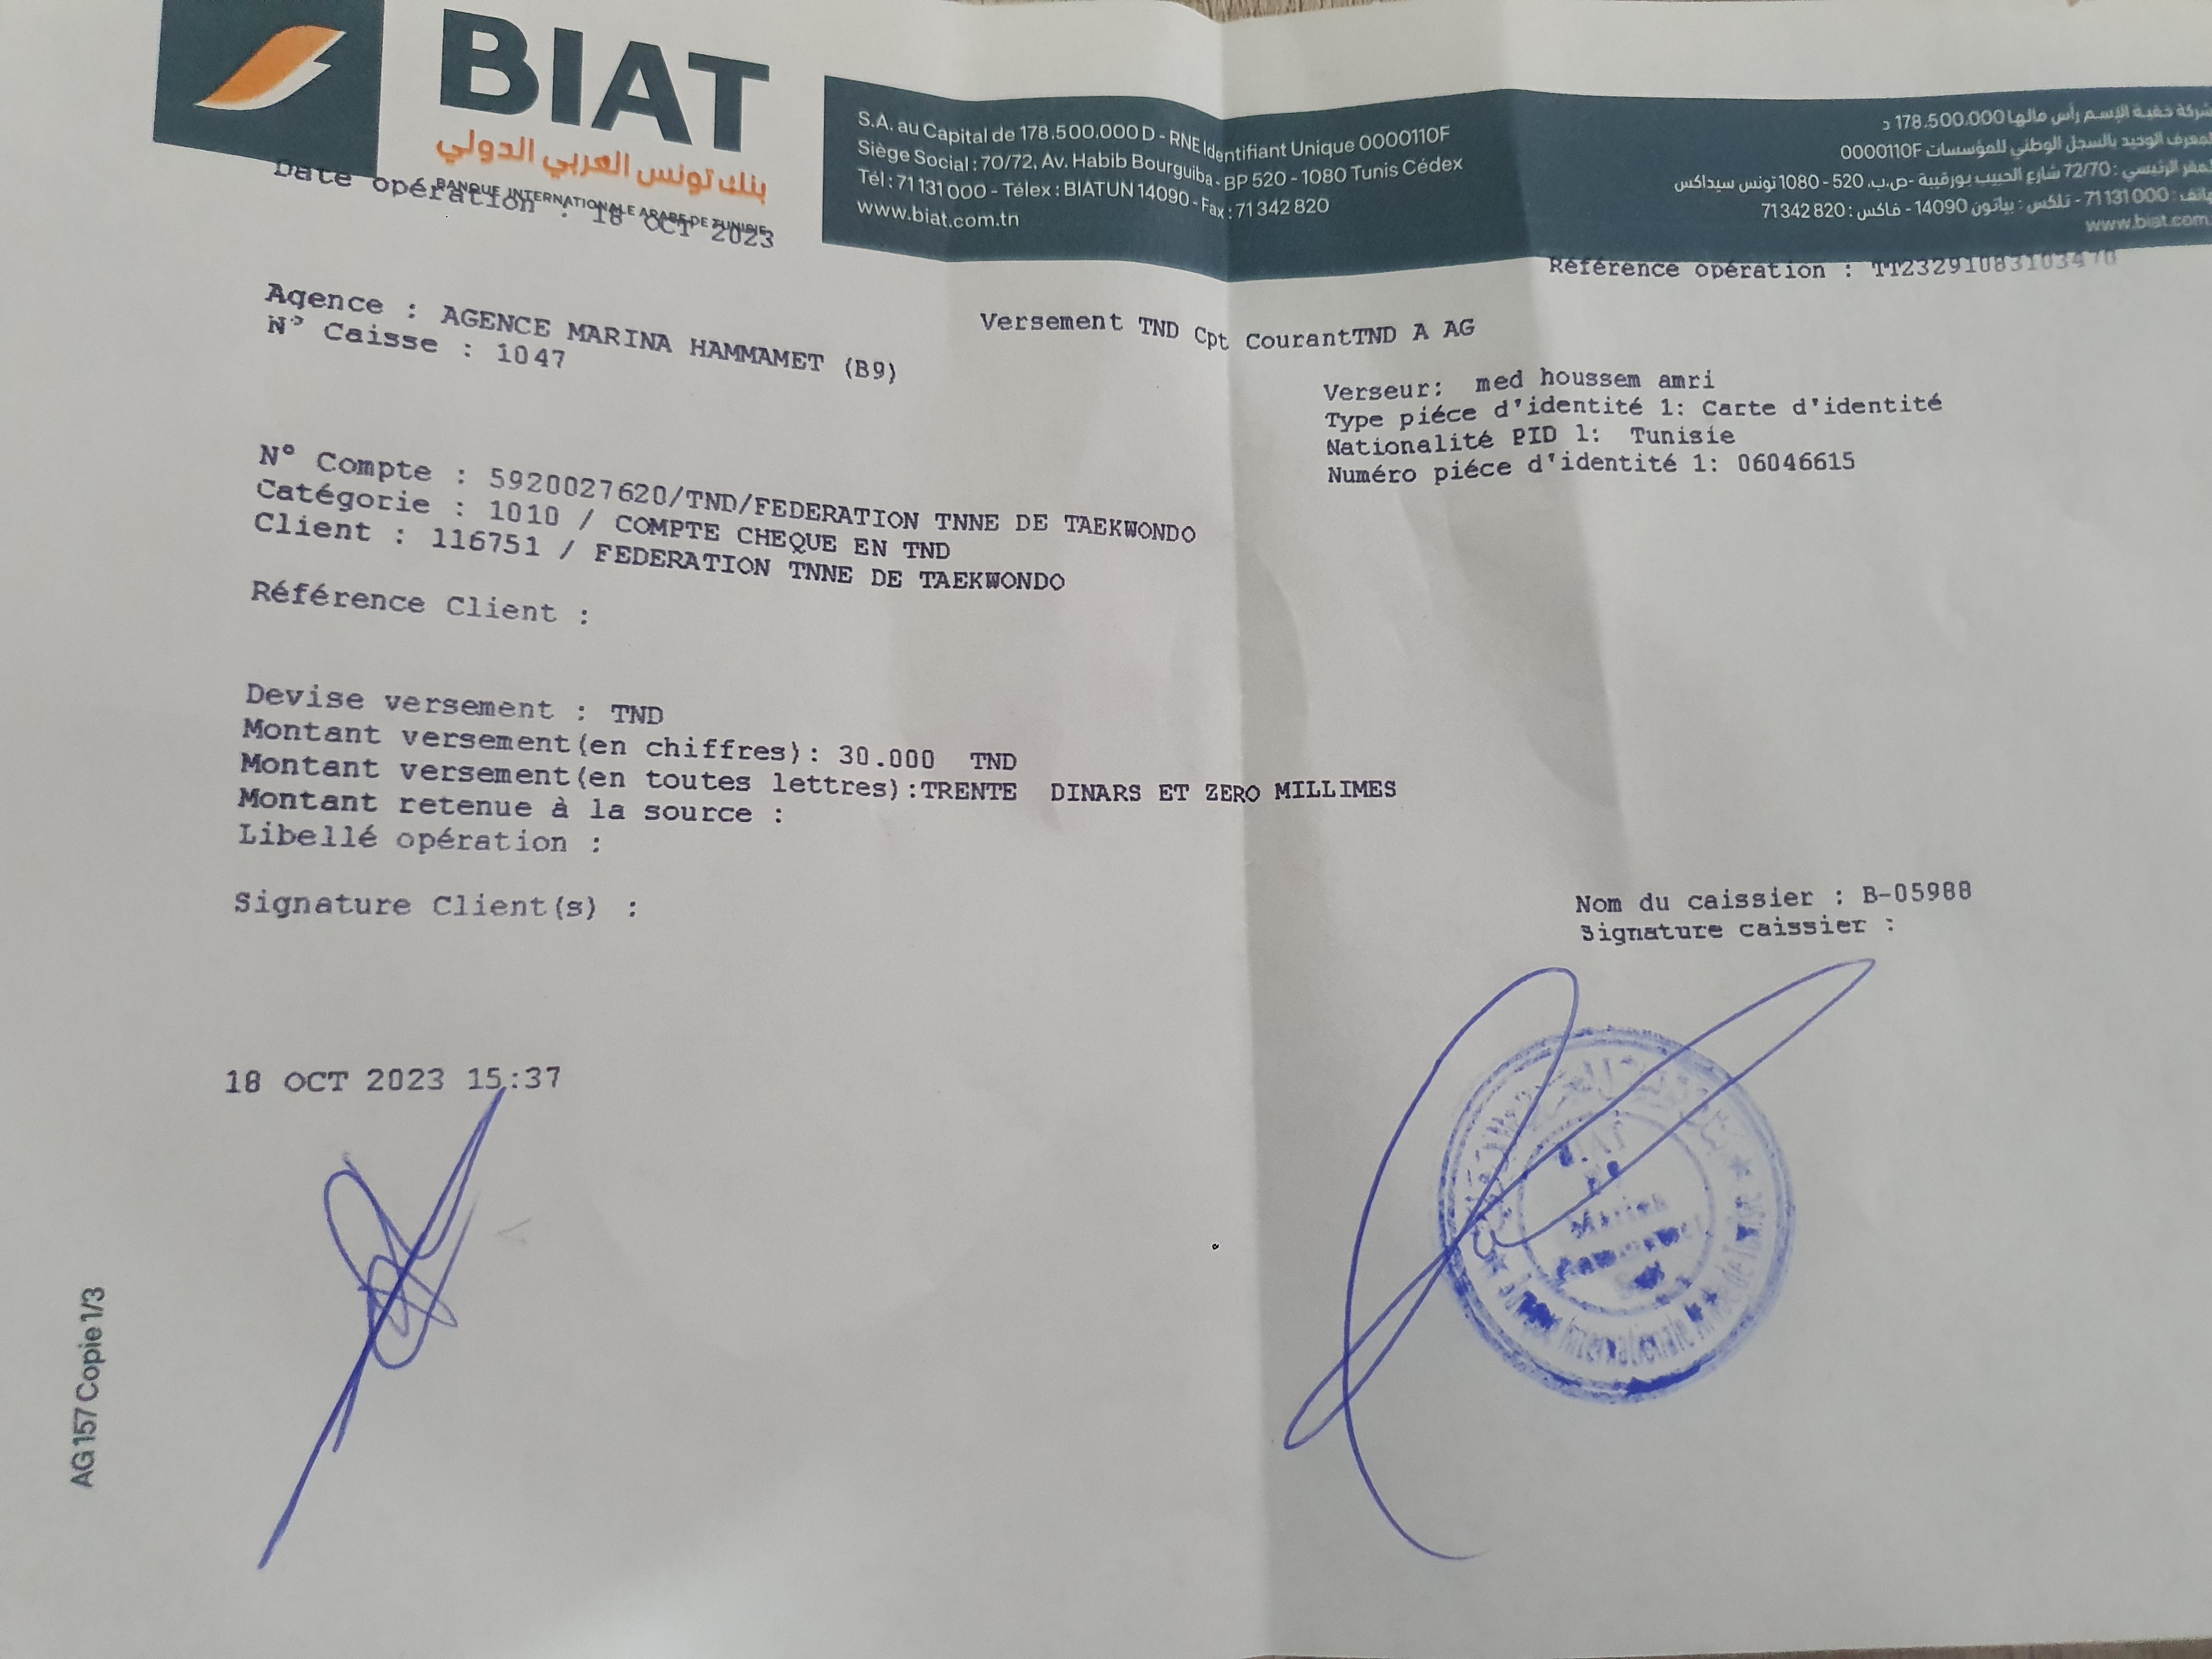 BIAT
بنك تونس العربي الدولي
BANQUE INTERNATIONALE ARABE DE TUNISIE
S.A. au Capital de 178.500.000 D - RNE Identifiant Unique 0000110F
Siège Social : 70/72, Av. Habib Bourguiba - BP 520 - 1080 Tunis Cédex
Tél : 71 131 000 - Télex : BIATUN 14090 - Fax : 71 342 820
www.biat.com.tn
شركة خفية الإسم رأس مالها 178.500.000 د
المعرف الوحيد بالسجل الوطني للمؤسسات 0000110F
المقر الرئيسي : 72/70 شارع الحبيب بورقيبة -ص.ب. 520 - 1080 تونس سيداكس
هاتف : 71 131 000 - تلكس : بياتون 14090 - فاكس : 71 342 820
www.biat.com.
Date opération : 18 OCT 2023
Référence opération : TT2329108310347
Agence : AGENCE MARINA HAMMAMET (B9)
N° Caisse : 1047
Versement TND Cpt CourantTND A AG
Verseur: med houssem amri
Type piéce d'identité 1: Carte d'identité
Nationalité PID 1: Tunisie
Numéro piéce d'identité 1: 06046615
N° Compte : 5920027620/TND/FEDERATION TNNE DE TAEKWONDO
Catégorie : 1010 / COMPTE CHEQUE EN TND
Client : 116751 / FEDERATION TNNE DE TAEKWONDO
Référence Client :
Devise versement : TND
Montant versement(en chiffres): 30.000 TND
Montant versement(en toutes lettres):TRENTE DINARS ET ZERO MILLIMES
Montant retenue à la source :
Libellé opération :
Signature Client(s) :
Nom du caissier : B-05988
Signature caissier :
18 OCT 2023 15:37
Marina
AG 157 Copie 1/3